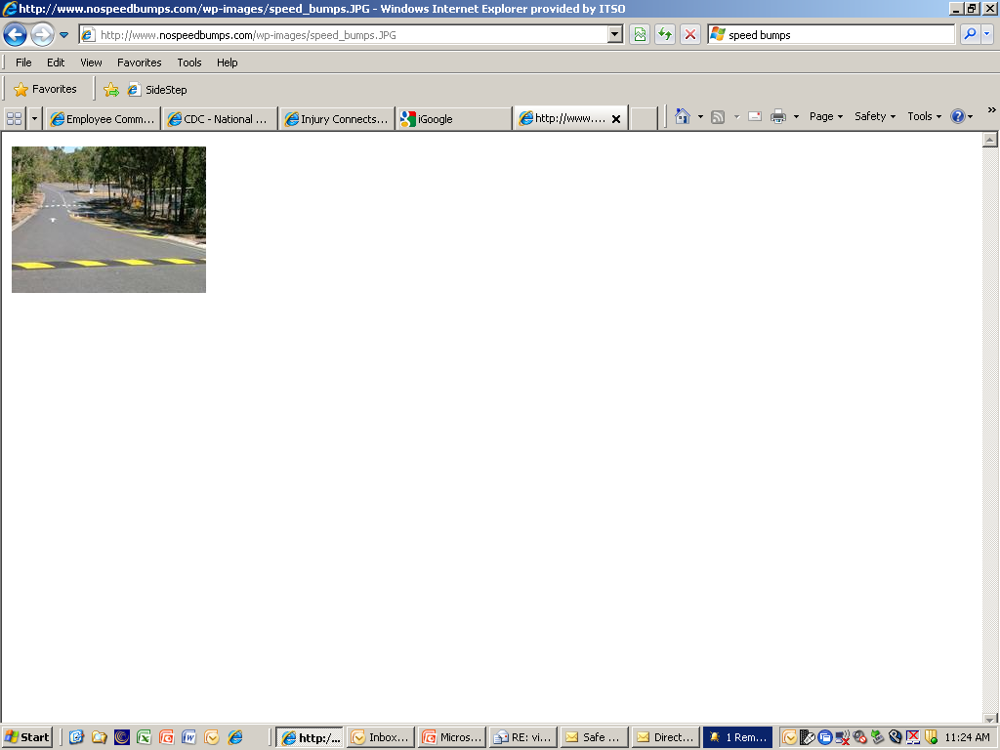 http://www.nospeedbumps.com/wp-images/speed_bumps.JPG - Windows Internet Explorer provided by ITSO
http://www.nospeedbumps.com/wp-images/speed_bumps.JPG speed bumps
File Edit View Favorites Tools Help
Favorites SideStep
Employee Comm... CDC - National ... Injury Connects... iGoogle http://www.... Page Safety Tools »
Start http:/... Inbox... Micros... RE: vi... Safe ... Direct... 1 Rem... 11:24 AM